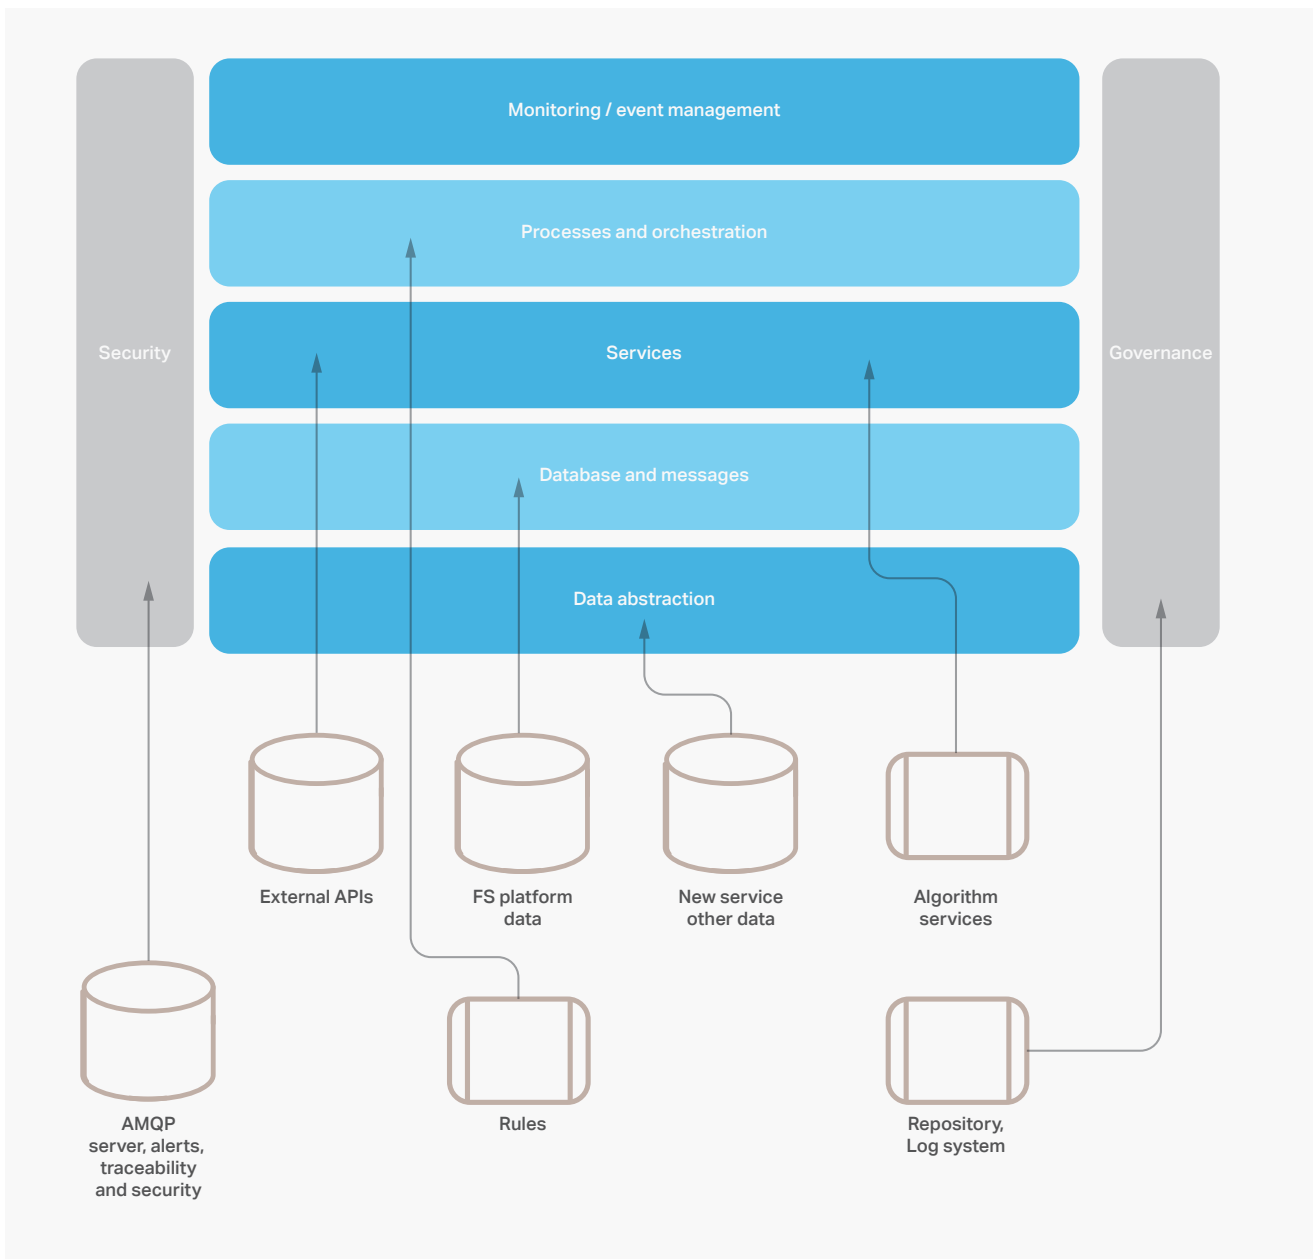 Monitoring / event management
Processes and orchestration
Security
Services
Governance
Database and messages
Data abstraction
External APIs
FS platform
data
New service
other data
Algorithm
services
AMQP
server, alerts,
traceability
and security
Rules
Repository,
Log system